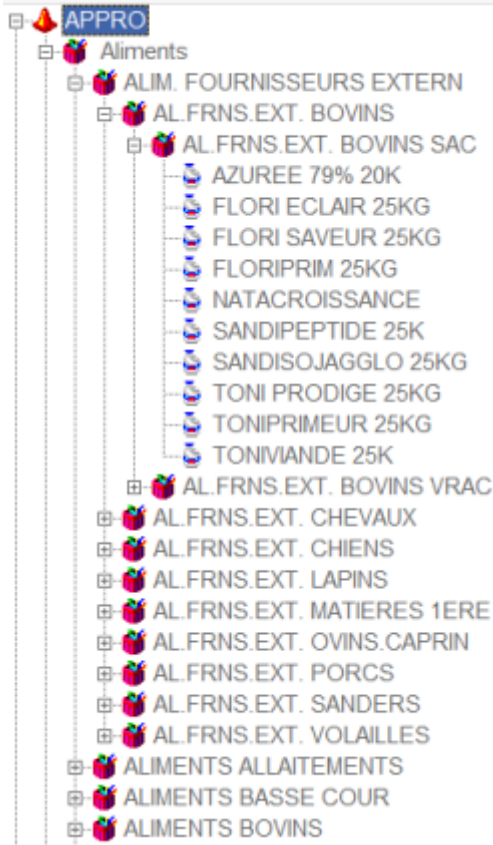 APPRO
Aliments
ALIM. FOURNISSEURS EXTERN
AL.FRNS.EXT. BOVINS
AL.FRNS.EXT. BOVINS SAC
AZUREE 79% 20K
FLORI ECLAIR 25KG
FLORI SAVEUR 25KG
FLORIPRIM 25KG
NATACROISSANCE
SANDIPEPTIDE 25K
SANDISOJAGGLO 25KG
TONI PRODIGE 25KG
TONIPRIMEUR 25KG
TONIVIANDE 25K
AL.FRNS.EXT. BOVINS VRAC
AL.FRNS.EXT. CHEVAUX
AL.FRNS.EXT. CHIENS
AL.FRNS.EXT. LAPINS
AL.FRNS.EXT. MATIERES 1ERE
AL.FRNS.EXT. OVINS.CAPRIN
AL.FRNS.EXT. PORCS
AL.FRNS.EXT. SANDERS
AL.FRNS.EXT. VOLAILLES
ALIMENTS ALLAITEMENTS
ALIMENTS BASSE COUR
ALIMENTS BOVINS